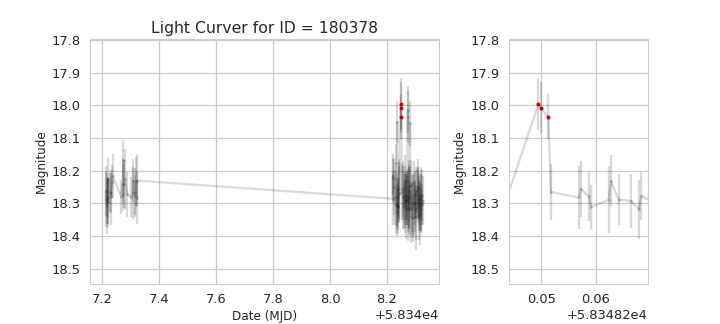 Light Curver for ID = 180378
17.8
17.9
18.0
18.1
18.2
18.3
18.4
18.5
Magnitude
7.2 7.4 7.6 7.8 8.0 8.2
Date (MJD)
+5.834e4
17.8
17.9
18.0
18.1
18.2
18.3
18.4
18.5
Magnitude
0.05 0.06
+5.83482e4